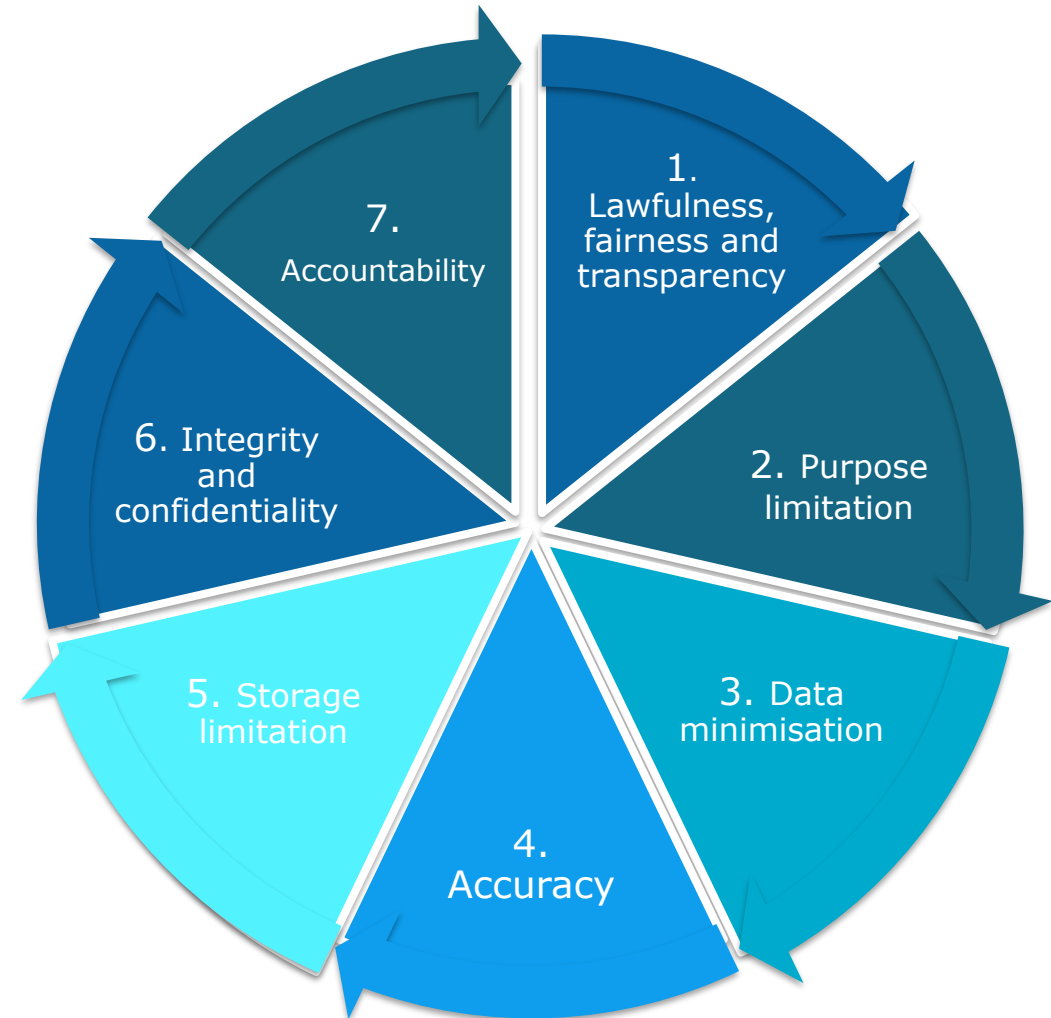 1.
Lawfulness,
fairness and
transparency
2. Purpose
limitation
3. Data
minimisation
4.
Accuracy
5. Storage
limitation
6. Integrity
and
confidentiality
7.
Accountability